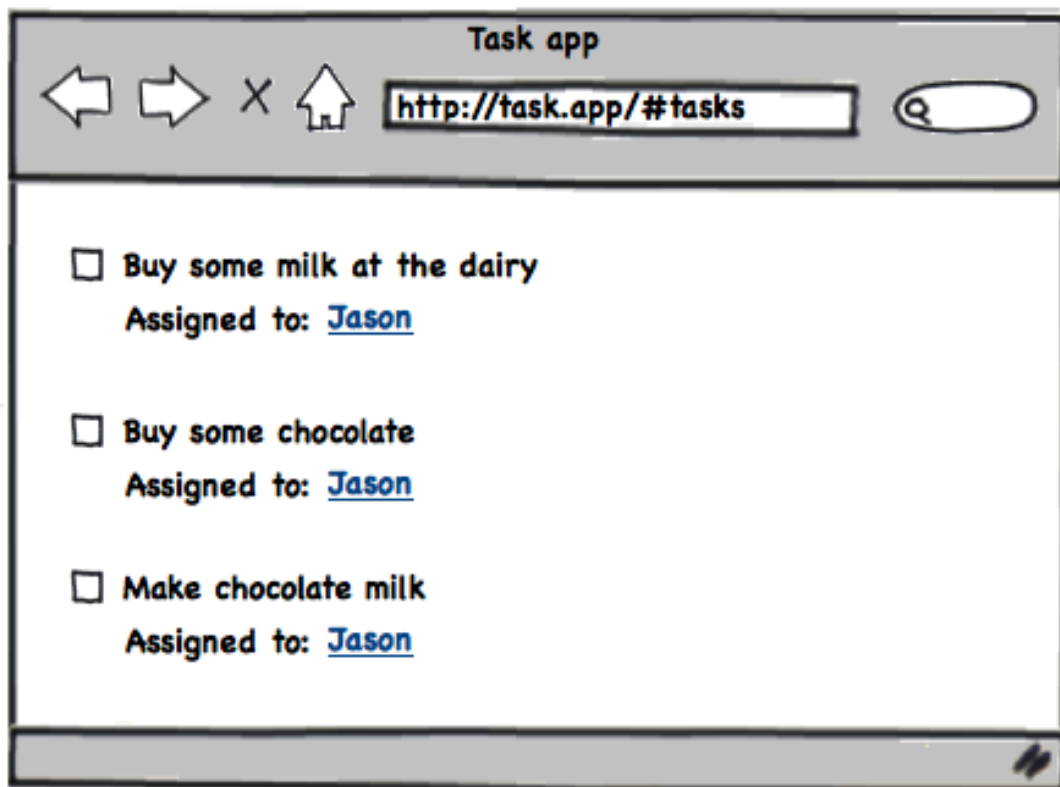 Task app
http://task.app/#tasks
Buy some milk at the dairy
Assigned to: Jason
Buy some chocolate
Assigned to: Jason
Make chocolate milk
Assigned to: Jason